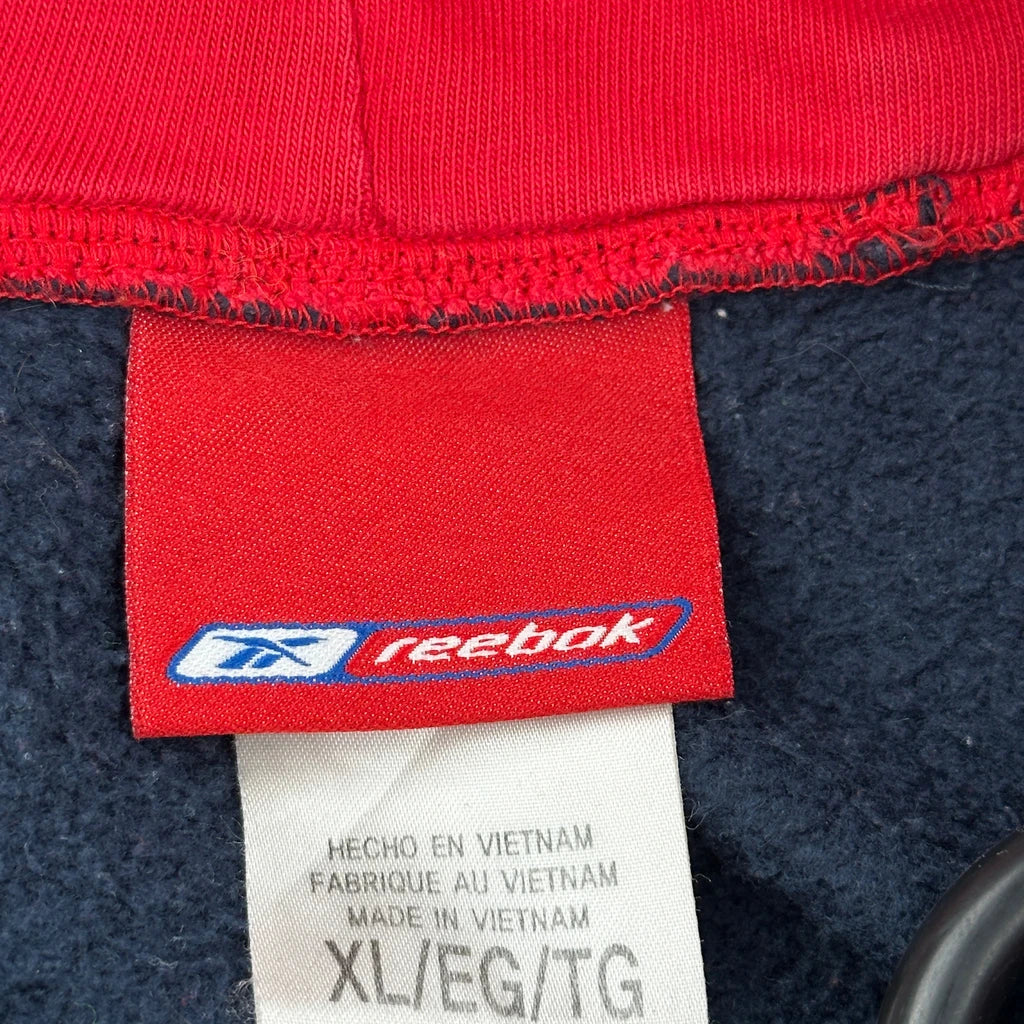 reebok
HECHO EN VIETNAM
FABRIQUE AU VIETNAM
MADE IN VIETNAM
XL/EG/TG